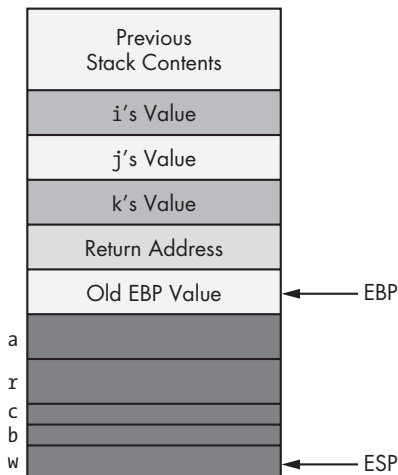 Previous
Stack Contents
i's Value
j's Value
k's Value
Return Address
Old EBP Value
EBP
a
r
c
b
w
ESP